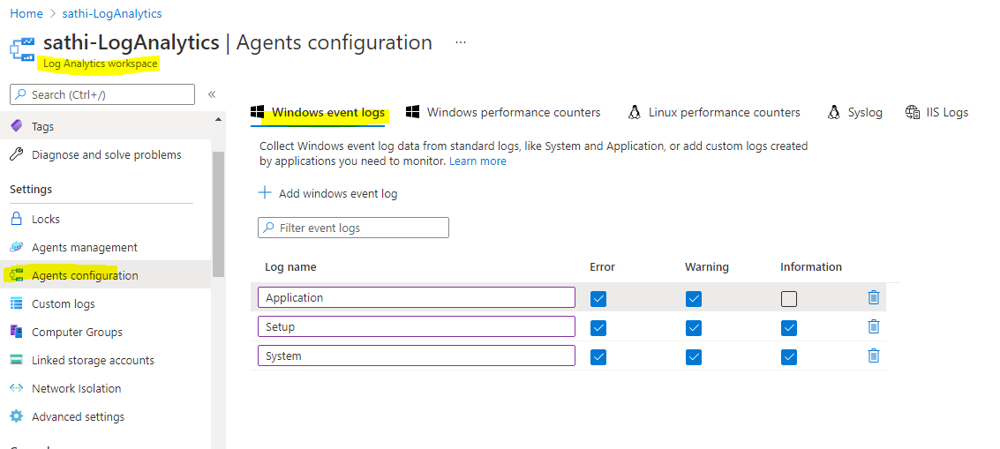 Home > sathi-LogAnalytics
sathi-LogAnalytics | Agents configuration ...
Log Analytics workspace
Search (Ctrl+/)
«
Tags
Diagnose and solve problems
Settings
Locks
Agents management
Agents configuration
Custom logs
Computer Groups
Linked storage accounts
Network Isolation
Advanced settings
Windows event logs
Windows performance counters
Linux performance counters
Syslog
IIS Logs
Collect Windows event log data from standard logs, like System and Application, or add custom logs created
by applications you need to monitor. Learn more
Add windows event log
Filter event logs
Log name Error Warning Information
Application
Setup
System